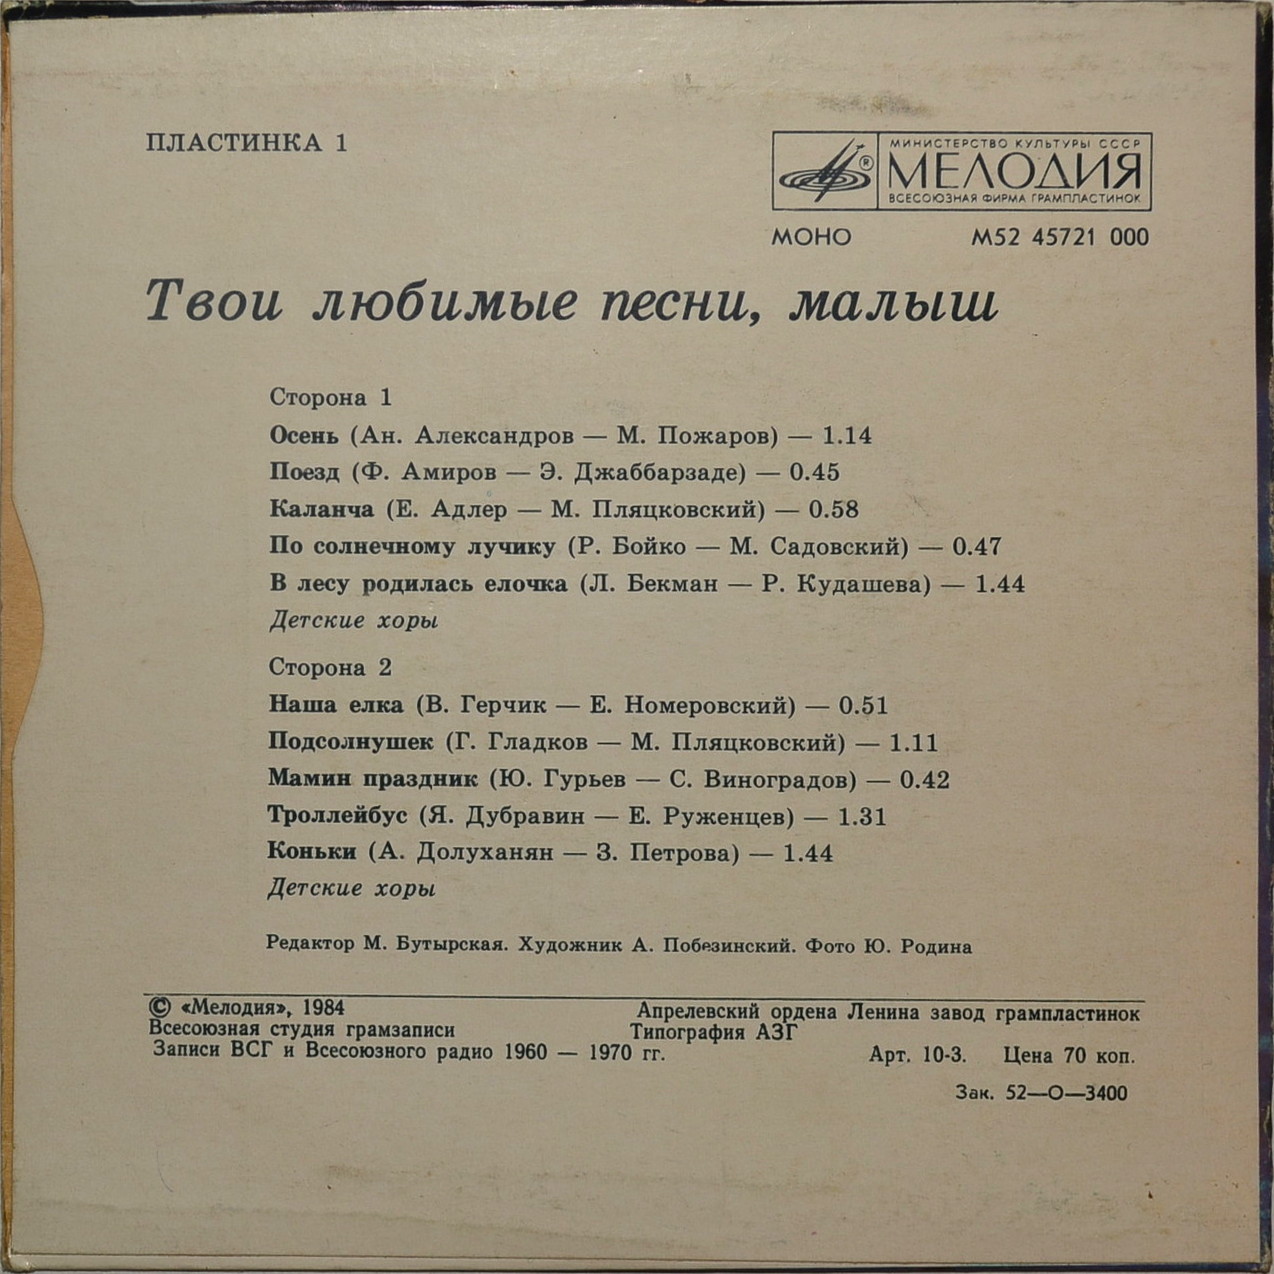 ПЛАСТИНКА 1
МИНИСТЕРСТВО КУЛЬТУРЫ СССР
МЕЛОДИЯ
®
ВСЕСОЮЗНАЯ ФИРМА ГРАМПЛАСТИНОК
МОНО М52 45721 000
Твои любимые песни, малыш
Сторона 1
Осень (Ан. Александров — М. Пожаров) — 1.14
Поезд (Ф. Амиров — Э. Джаббарзаде) — 0.45
Каланча (Е. Адлер — М. Пляцковский) — 0.58
По солнечному лучику (Р. Бойко — М. Садовский) — 0.47
В лесу родилась елочка (Л. Бекман — Р. Кудашева) — 1.44
Детские хоры
Сторона 2
Наша елка (В. Герчик — Е. Номеровский) — 0.51
Подсолнушек (Г. Гладков — М. Пляцковский) — 1.11
Мамин праздник (Ю. Гурьев — С. Виноградов) — 0.42
Троллейбус (Я. Дубравин — Е. Руженцев) — 1.31
Коньки (А. Долуханян — З. Петрова) — 1.44
Детские хоры
Редактор М. Бутырская. Художник А. Побезинский. Фото Ю. Родина
© «Мелодия», 1984 Апрелевский ордена Ленина завод грампластинок
Всесоюзная студия грамзаписи Типография АЗГ
Записи ВСГ и Всесоюзного радио 1960 — 1970 гг. Арт. 10-3. Цена 70 коп.
Зак. 52—О—3400